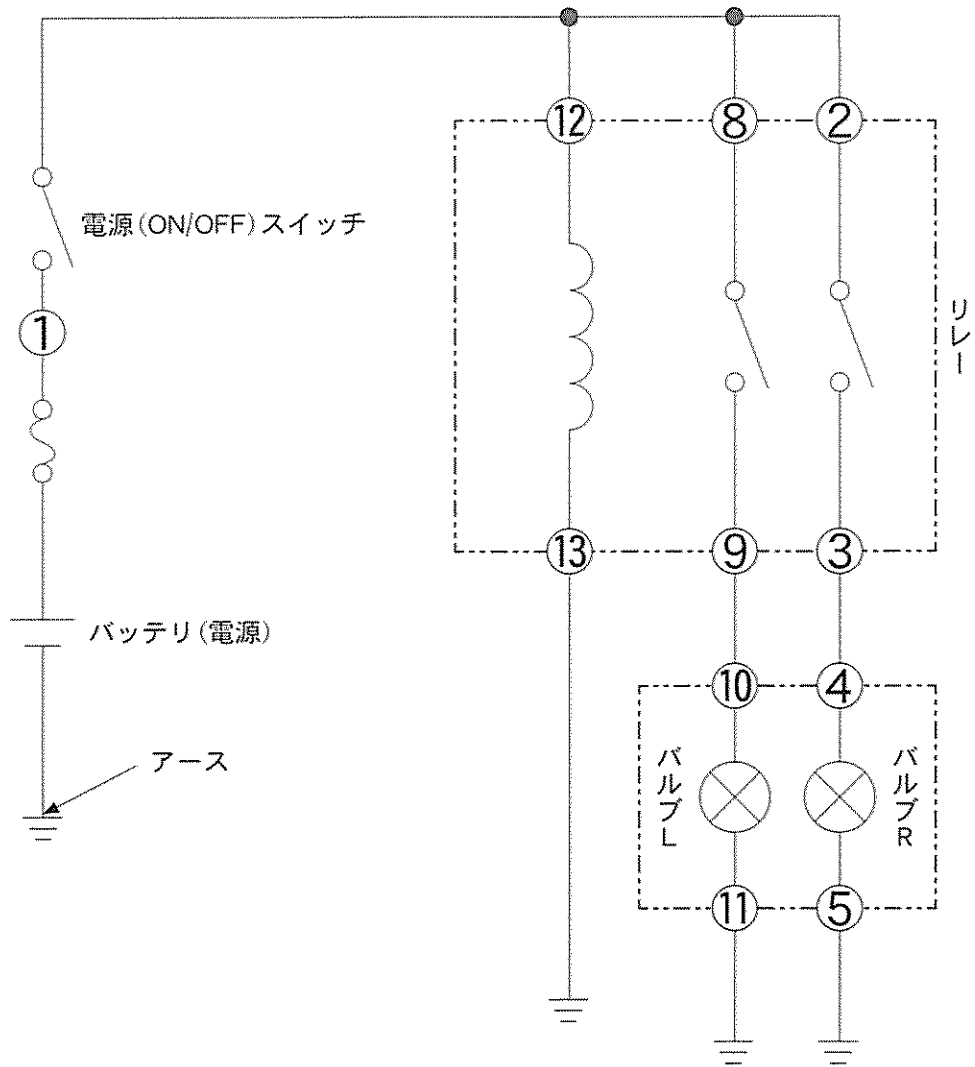 ⑫
⑧
②
電源(ON/OFF)スイッチ
①
リレー
⑬
⑨
③
バッテリ(電源)
⑩
④
アース
バルブL
バルブR
⑪
⑤